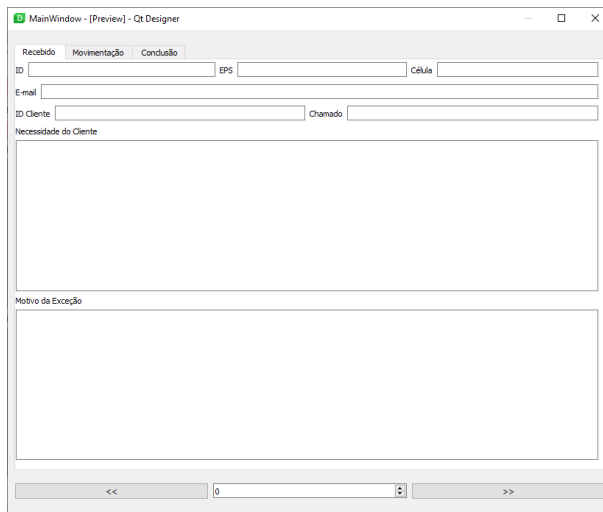 MainWindow - [Preview] - Qt Designer
Recebido Movimentação Conclusão
ID EPS Célula
E-mail
ID Cliente Chamado
Necessidade do Cliente
Motivo da Exceção
<< 0 >>